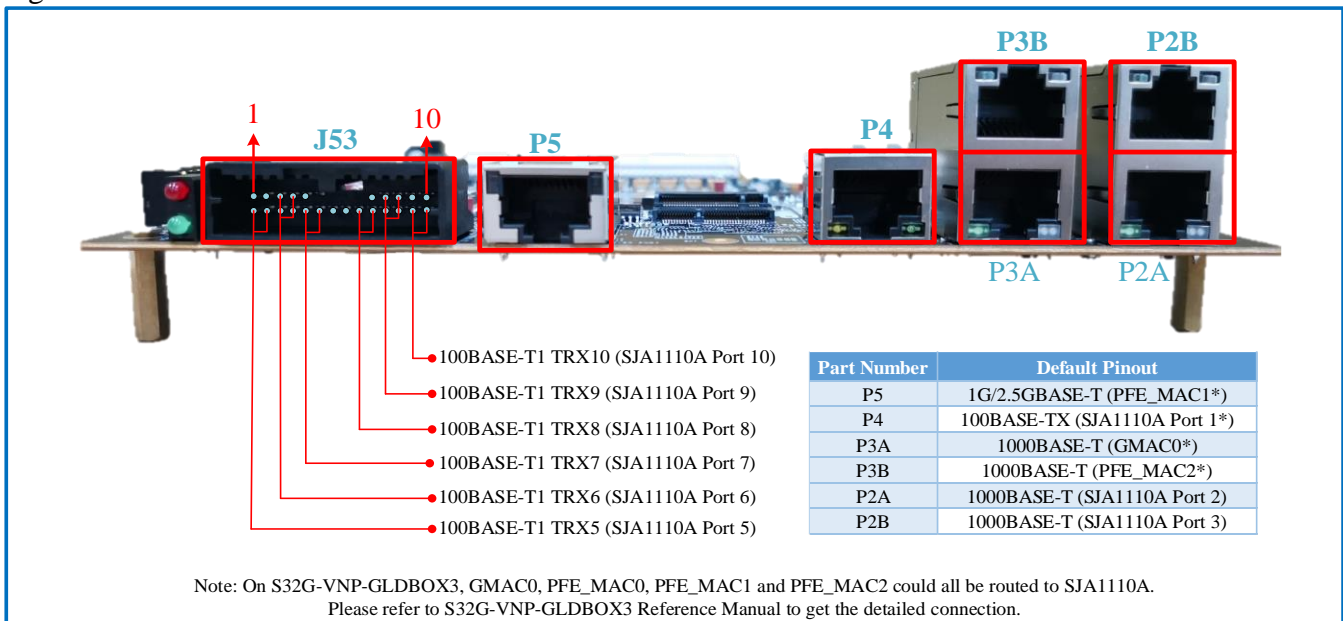 P3B P2B
1 10
J53 P5 P4
P3A P2A
100BASE-T1 TRX10 (SJA1110A Port 10)
100BASE-T1 TRX9 (SJA1110A Port 9)
100BASE-T1 TRX8 (SJA1110A Port 8)
100BASE-T1 TRX7 (SJA1110A Port 7)
100BASE-T1 TRX6 (SJA1110A Port 6)
100BASE-T1 TRX5 (SJA1110A Port 5)
Part Number Default Pinout
P5 1G/2.5GBASE-T (PFE_MAC1*)
P4 100BASE-TX (SJA1110A Port 1*)
P3A 1000BASE-T (GMAC0*)
P3B 1000BASE-T (PFE_MAC2*)
P2A 1000BASE-T (SJA1110A Port 2)
P2B 1000BASE-T (SJA1110A Port 3)
Note: On S32G-VNP-GLDBOX3, GMAC0, PFE_MAC0, PFE_MAC1 and PFE_MAC2 could all be routed to SJA1110A.
Please refer to S32G-VNP-GLDBOX3 Reference Manual to get the detailed connection.